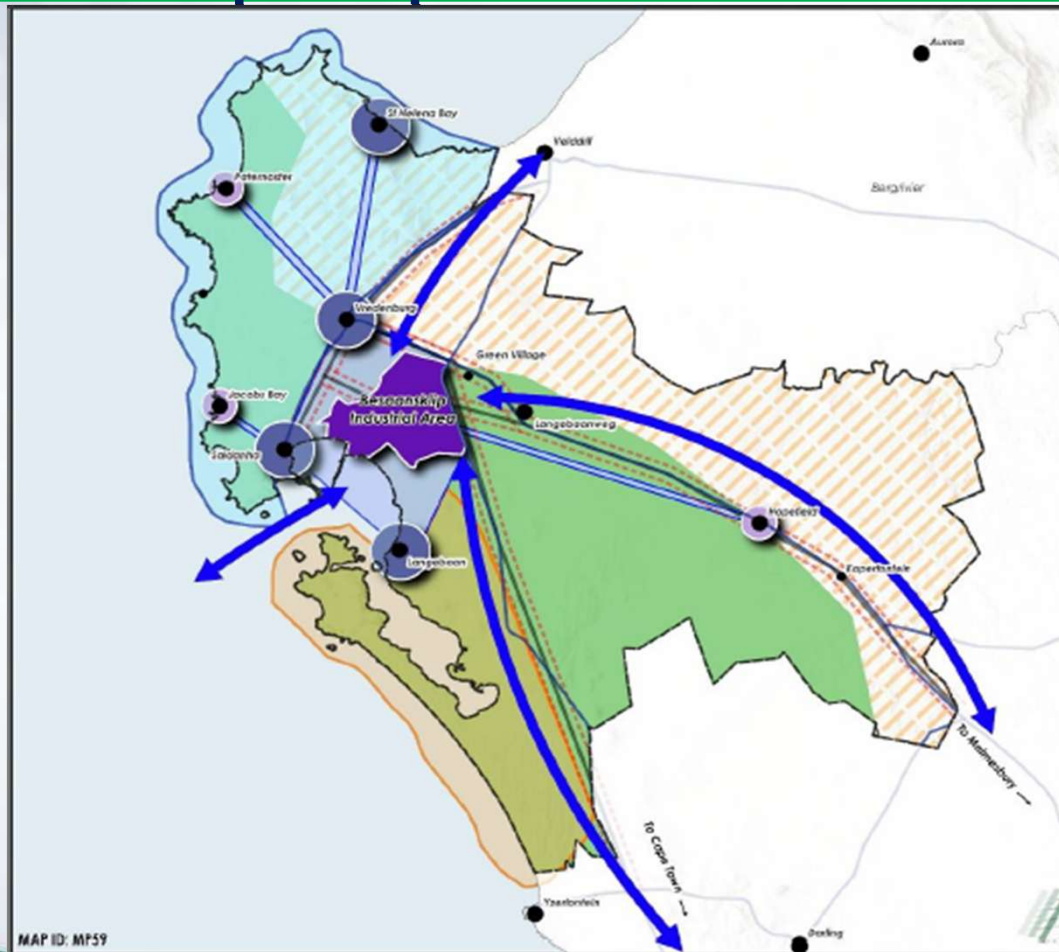 Aurora
St Helena Bay
Velddrif
Paternoster
Bergrivier
Vredenburg
Green Village
Jacobs Bay
Besaansklip
Industrial Area
Langebaanweg
Saldanha
Hopefield
Langebaan
Koperfontein
To Malmesbury →
To Cape Town →
Yzerfontein
Darling
MAP ID: MP59